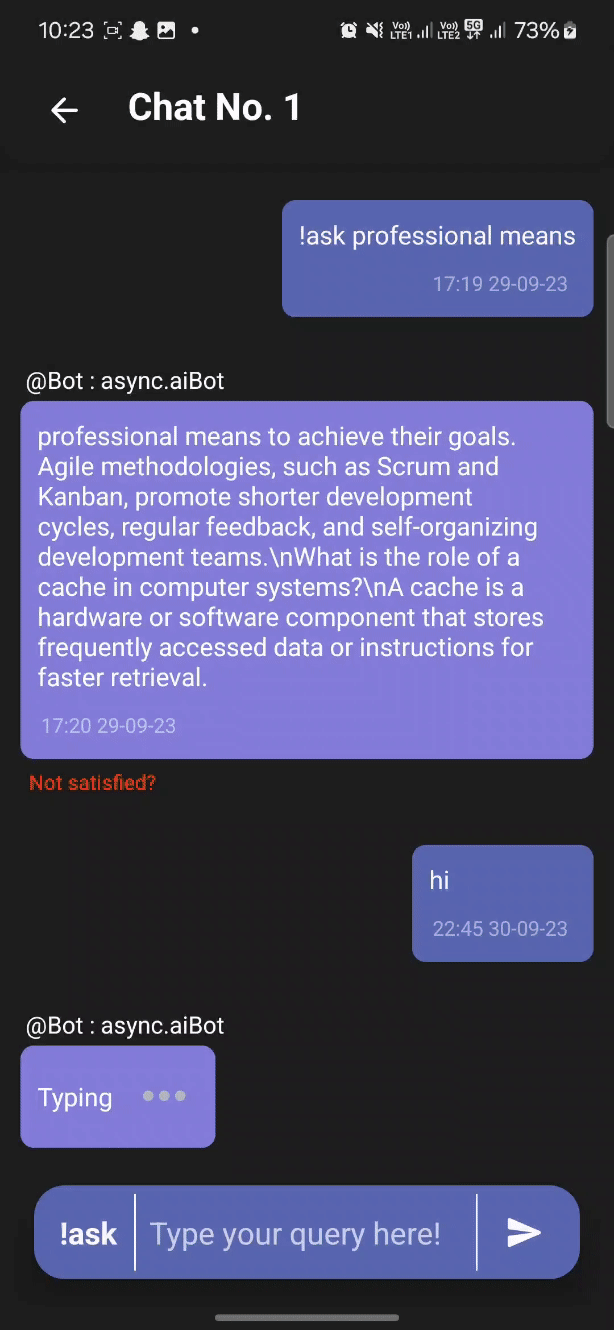 10:23
Vo)) LTE1 Vo)) LTE2 5G 73%
Chat No. 1
!ask professional means
17:19 29-09-23
@Bot : async.aiBot
professional means to achieve their goals.
Agile methodologies, such as Scrum and
Kanban, promote shorter development
cycles, regular feedback, and self-organizing
development teams.\nWhat is the role of a
cache in computer systems?\nA cache is a
hardware or software component that stores
frequently accessed data or instructions for
faster retrieval.
17:20 29-09-23
Not satisfied?
hi
22:45 30-09-23
@Bot : async.aiBot
Typing
!ask Type your query here!